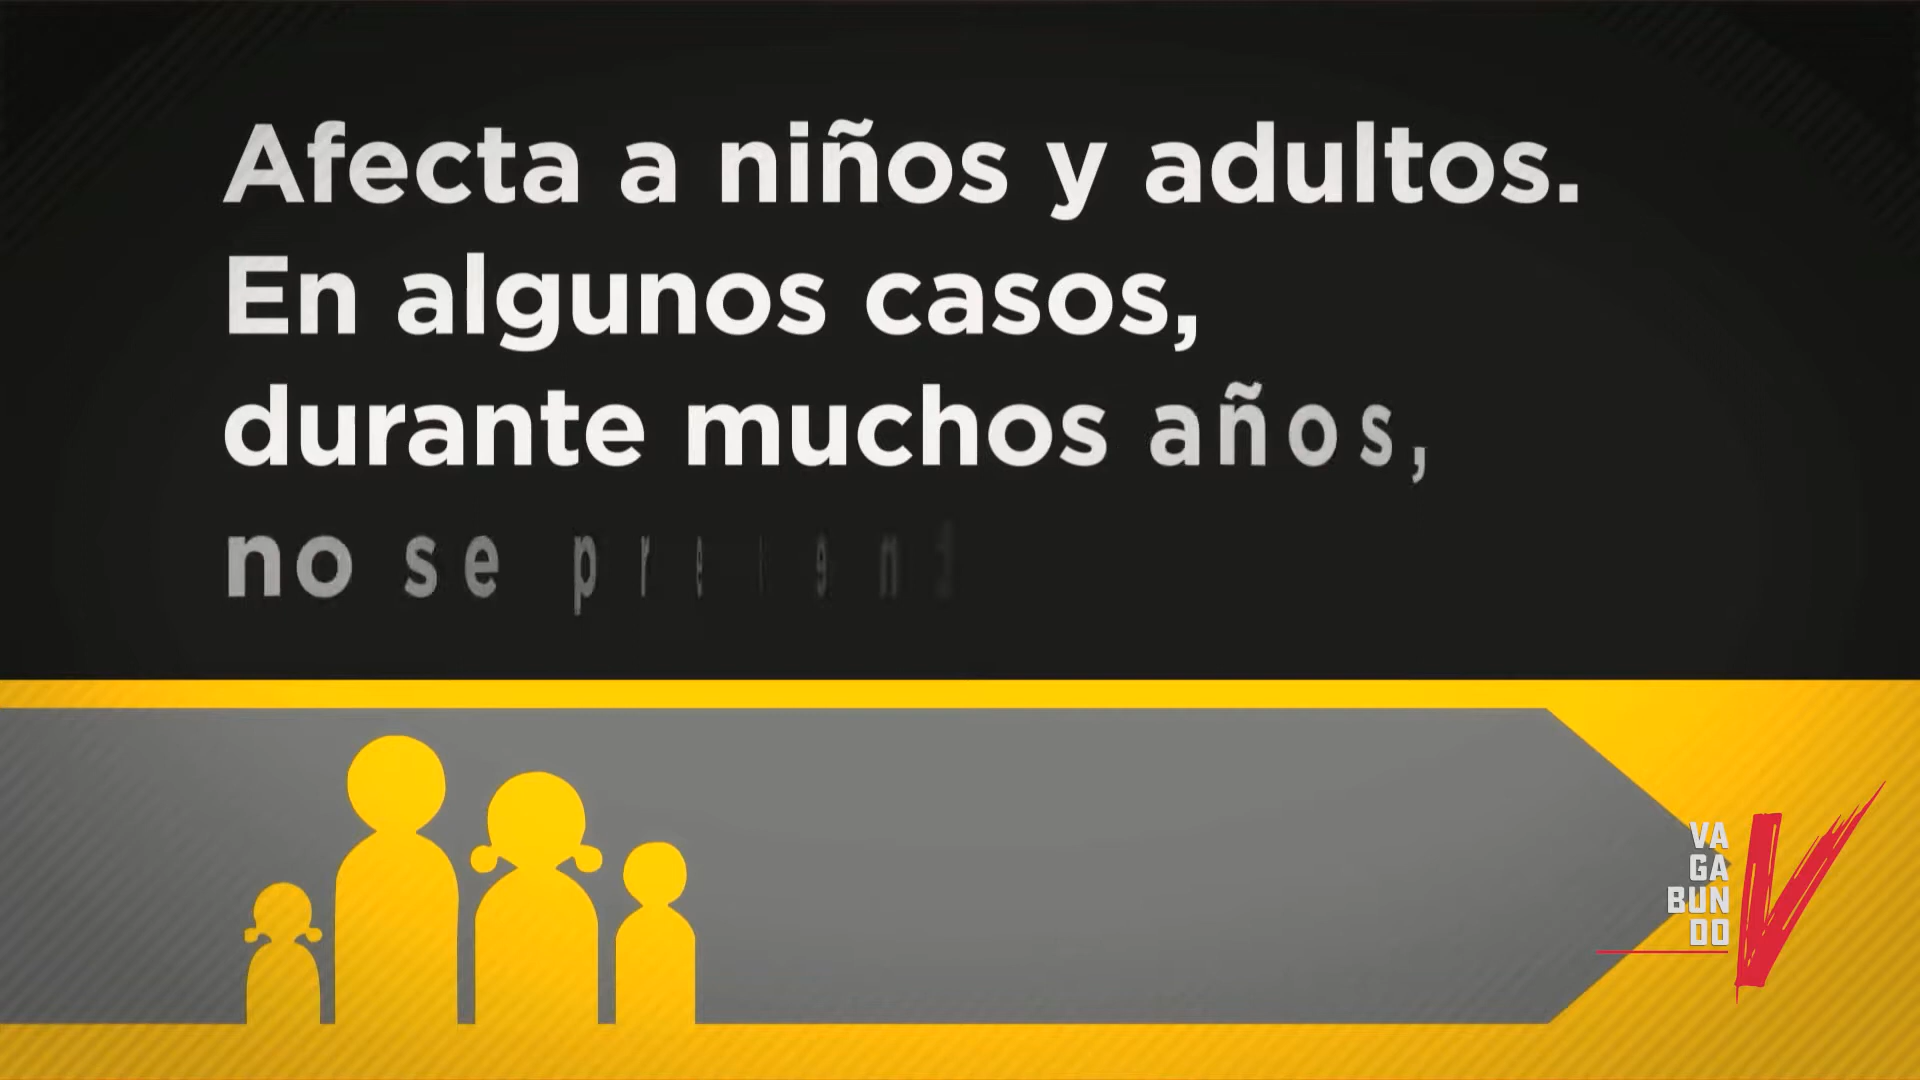 Afecta a niños y adultos.
En algunos casos,
durante muchos años,
no se
VA
GA
BUN
DO
V